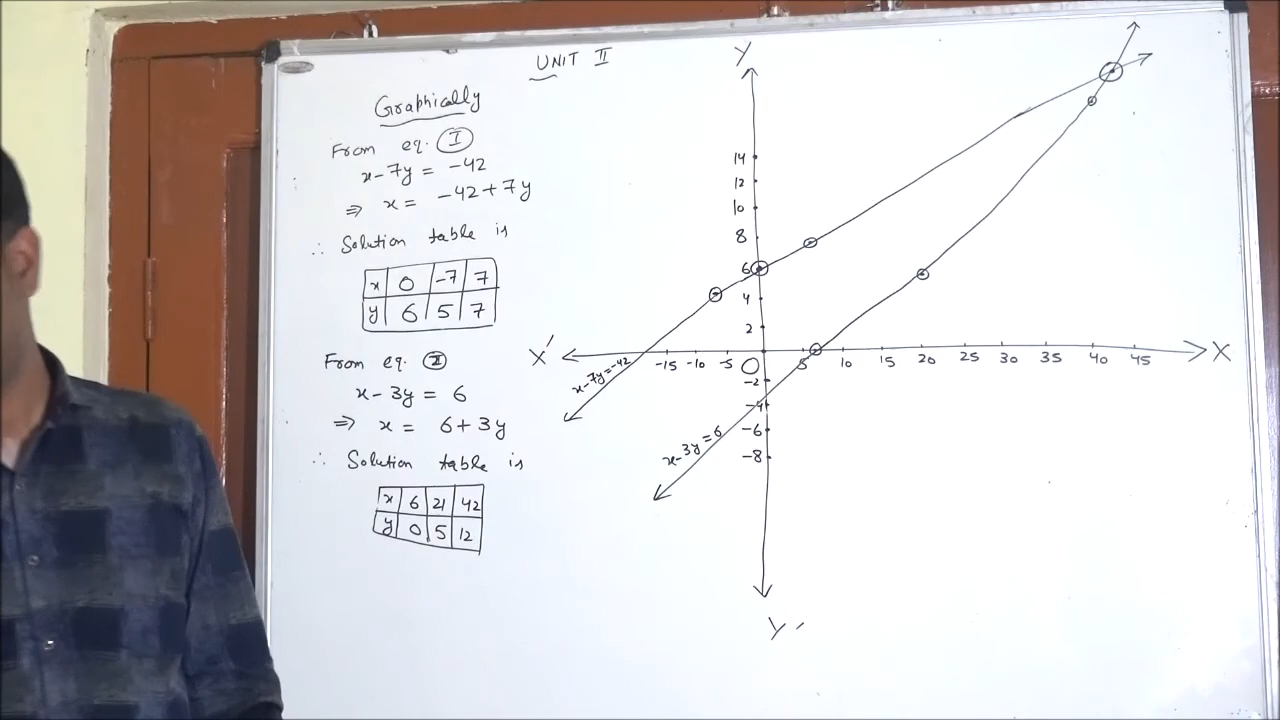 UNIT II
Graphically
From eq. I
x-7y = -42
⇒ x = -42+7y
∴ Solution table is
x 0 -7 7
y 6 5 7
From eq. II
x-3y = 6
⇒ x = 6+3y
∴ Solution table is
x 6 21 42
y 0 5 12
Y
14
12
10
8
6
4
2
X' -15 -10 -5 O 5 10 15 20 25 30 35 40 45 X
x-7y=-42
-2
-4
-6
-8
x-3y=6
Y'